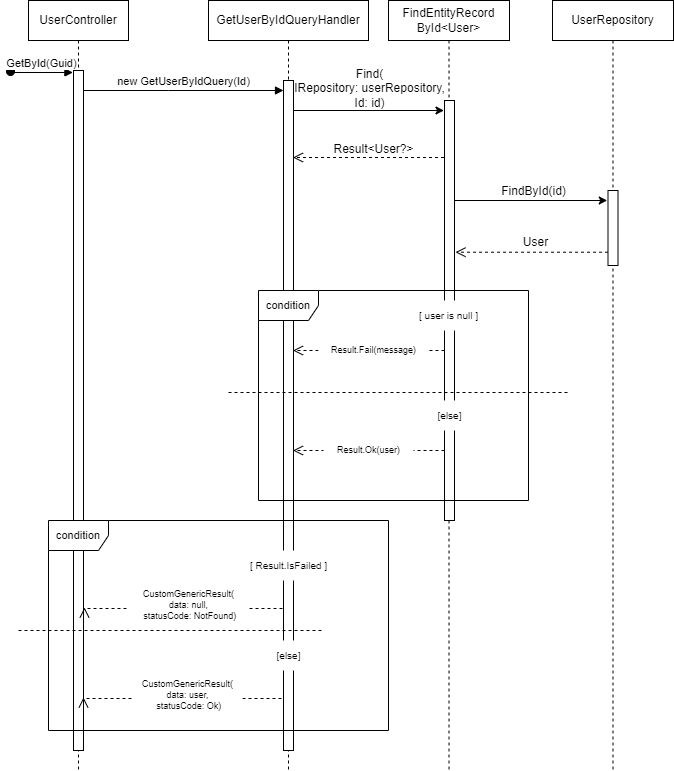 UserController
GetUserByIdQueryHandler
FindEntityRecord
ById<User>
UserRepository
GetById(Guid)
new GetUserByIdQuery(Id)
Find(
IRepository: userRepository,
Id: id)
Result<User?>
FindById(id)
User
condition
[ user is null ]
Result.Fail(message)
[else]
Result.Ok(user)
condition
[ Result.IsFailed ]
CustomGenericResult(
data: null,
statusCode: NotFound)
[else]
CustomGenericResult(
data: user,
statusCode: Ok)